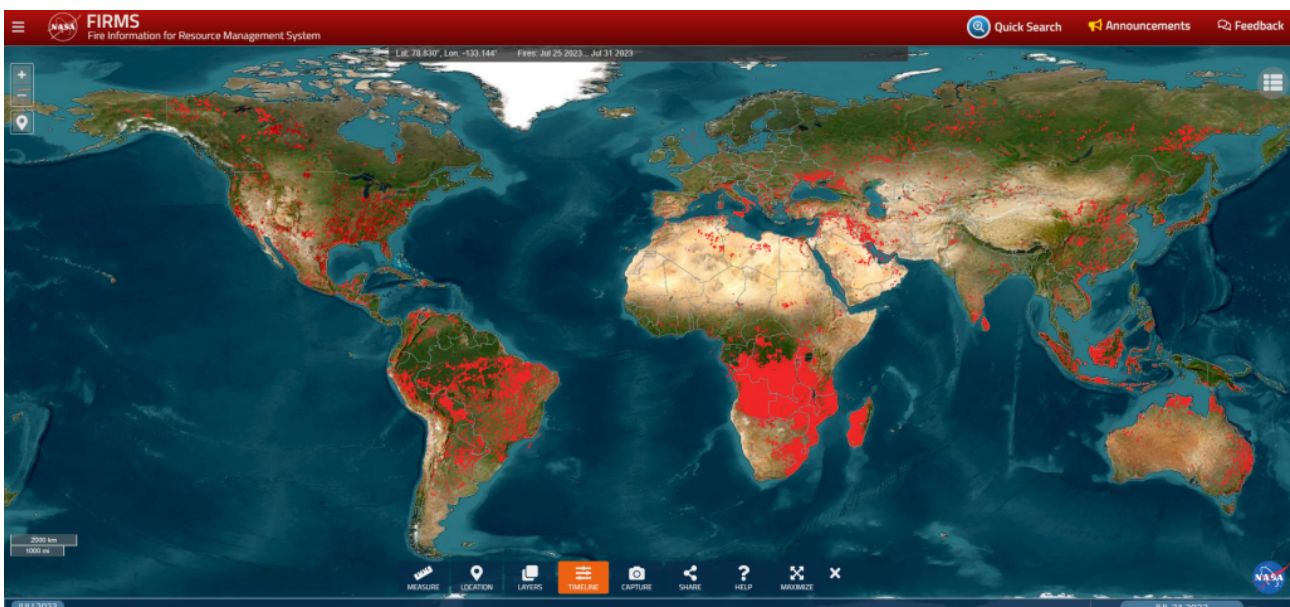 NASA
FIRMS
Fire Information for Resource Management System
Quick Search
Announcements
Feedback
Lat: 78.830°, Lon: -133.144° Fires: Jul 25 2023 .. Jul 31 2023
+
−
2000 km
1000 mi
MEASURE
LOCATION
LAYERS
TIMELINE
CAPTURE
SHARE
? HELP
MAXIMIZE
NASA